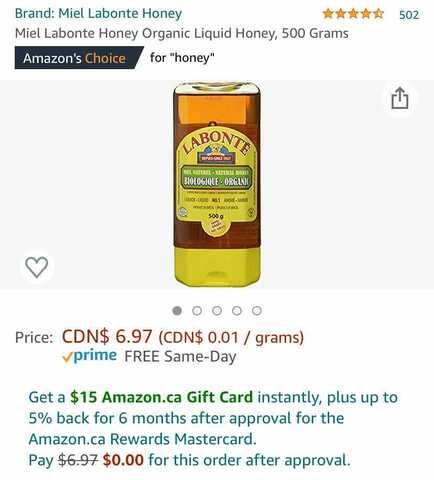 Brand: Miel Labonte Honey
502
Miel Labonte Honey Organic Liquid Honey, 500 Grams
Amazon's Choice for "honey"
LABONTÉ
DEPUIS•SINCE 1937
MIEL NATUREL • NATURAL HONEY
BIOLOGIQUE • ORGANIC
LIQUIDE • LIQUID NO.1 AMBRÉ • AMBER
500 g
Price: CDN$ 6.97 (CDN$ 0.01 / grams)
prime FREE Same-Day
Get a $15 Amazon.ca Gift Card instantly, plus up to
5% back for 6 months after approval for the
Amazon.ca Rewards Mastercard.
Pay $6.97 $0.00 for this order after approval.